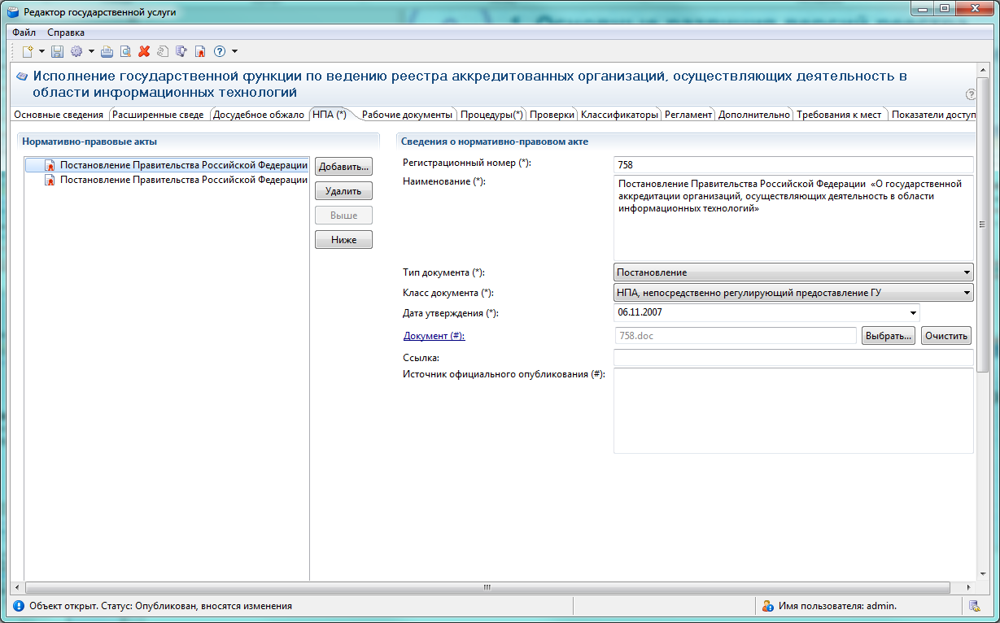 Редактор государственной услуги
Файл Справка
Исполнение государственной функции по ведению реестра аккредитованных организаций, осуществляющих деятельность в
области информационных технологий
Основные сведения Расширенные сведе Досудебное обжало НПА (*) Рабочие документы Процедуры(*) Проверки Классификаторы Регламент Дополнительно Требования к мест Показатели доступ
Нормативно-правовые акты
Постановление Правительства Российской Федерации
Постановление Правительства Российской Федерации
Добавить...
Удалить
Выше
Ниже
Сведения о нормативно-правовом акте
Регистрационный номер (*): 758
Наименование (*): Постановление Правительства Российской Федерации «О государственной
аккредитации организаций, осуществляющих деятельность в области
информационных технологий»
Тип документа (*): Постановление
Класс документа (*): НПА, непосредственно регулирующий предоставление ГУ
Дата утверждения (*): 06.11.2007
Документ (#): 758.doc Выбрать... Очистить
Ссылка:
Источник официального опубликования (#):
Объект открыт. Статус: Опубликован, вносятся изменения Имя пользователя: admin.